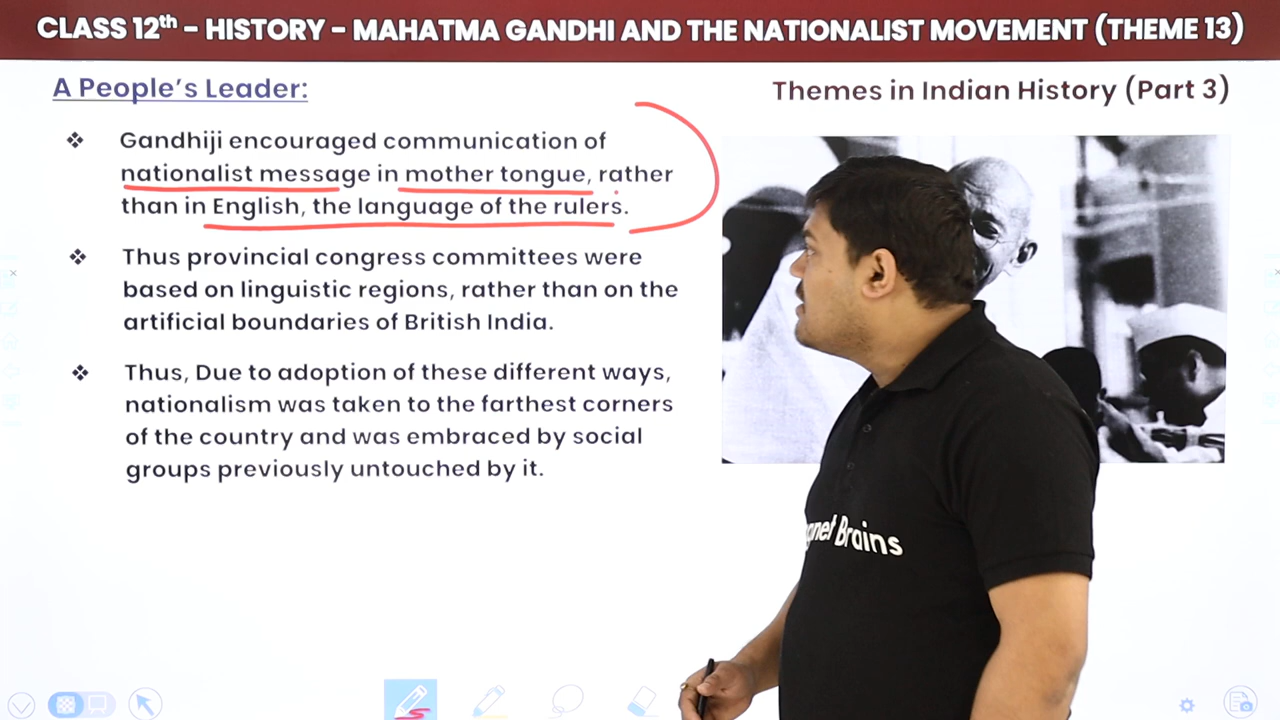 CLASS 12th – HISTORY – MAHATMA GANDHI AND THE NATIONALIST MOVEMENT (THEME 13)
A People's Leader:
Themes in Indian History (Part 3)
❖ Gandhiji encouraged communication of
nationalist message in mother tongue, rather
than in English, the language of the rulers.
❖ Thus provincial congress committees were
based on linguistic regions, rather than on the
artificial boundaries of British India.
❖ Thus, Due to adoption of these different ways,
nationalism was taken to the farthest corners
of the country and was embraced by social
groups previously untouched by it.
Brains